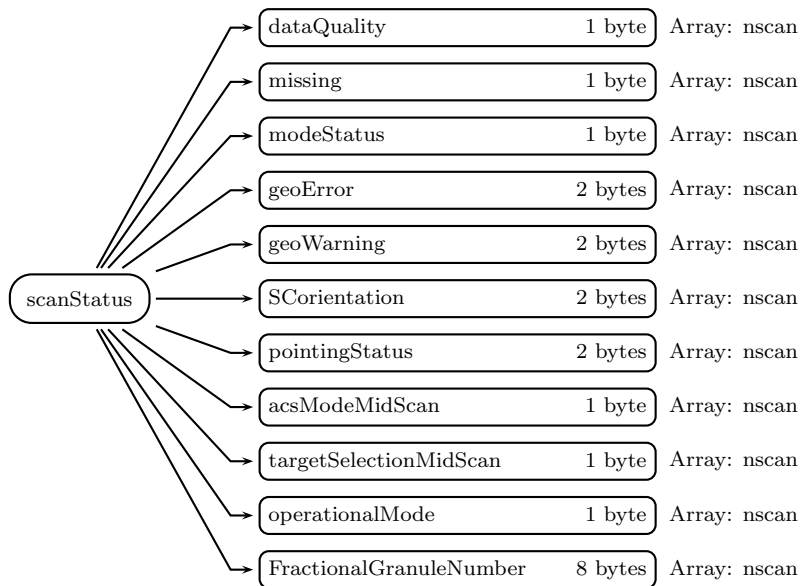 dataQuality 1 byte Array: nscan
missing 1 byte Array: nscan
modeStatus 1 byte Array: nscan
geoError 2 bytes Array: nscan
geoWarning 2 bytes Array: nscan
scanStatus SCorientation 2 bytes Array: nscan
pointingStatus 2 bytes Array: nscan
acsModeMidScan 1 byte Array: nscan
targetSelectionMidScan 1 byte Array: nscan
operationalMode 1 byte Array: nscan
FractionalGranuleNumber 8 bytes Array: nscan